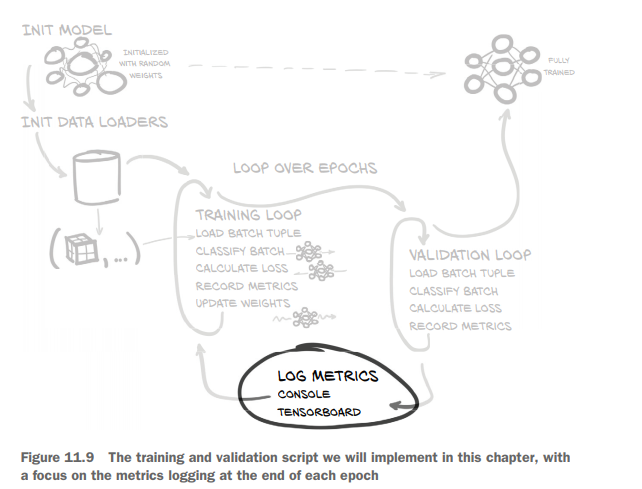 INIT MODEL
INITIALIZED
WITH RANDOM
WEIGHTS
FULLY
TRAINED
INIT DATA LOADERS
LOOP OVER EPOCHS
( , ...)
TRAINING LOOP
LOAD BATCH TUPLE
CLASSIFY BATCH
CALCULATE LOSS
RECORD METRICS
UPDATE WEIGHTS
VALIDATION LOOP
LOAD BATCH TUPLE
CLASSIFY BATCH
CALCULATE LOSS
RECORD METRICS
LOG METRICS
CONSOLE
TENSORBOARD
Figure 11.9 The training and validation script we will implement in this chapter, with
a focus on the metrics logging at the end of each epoch